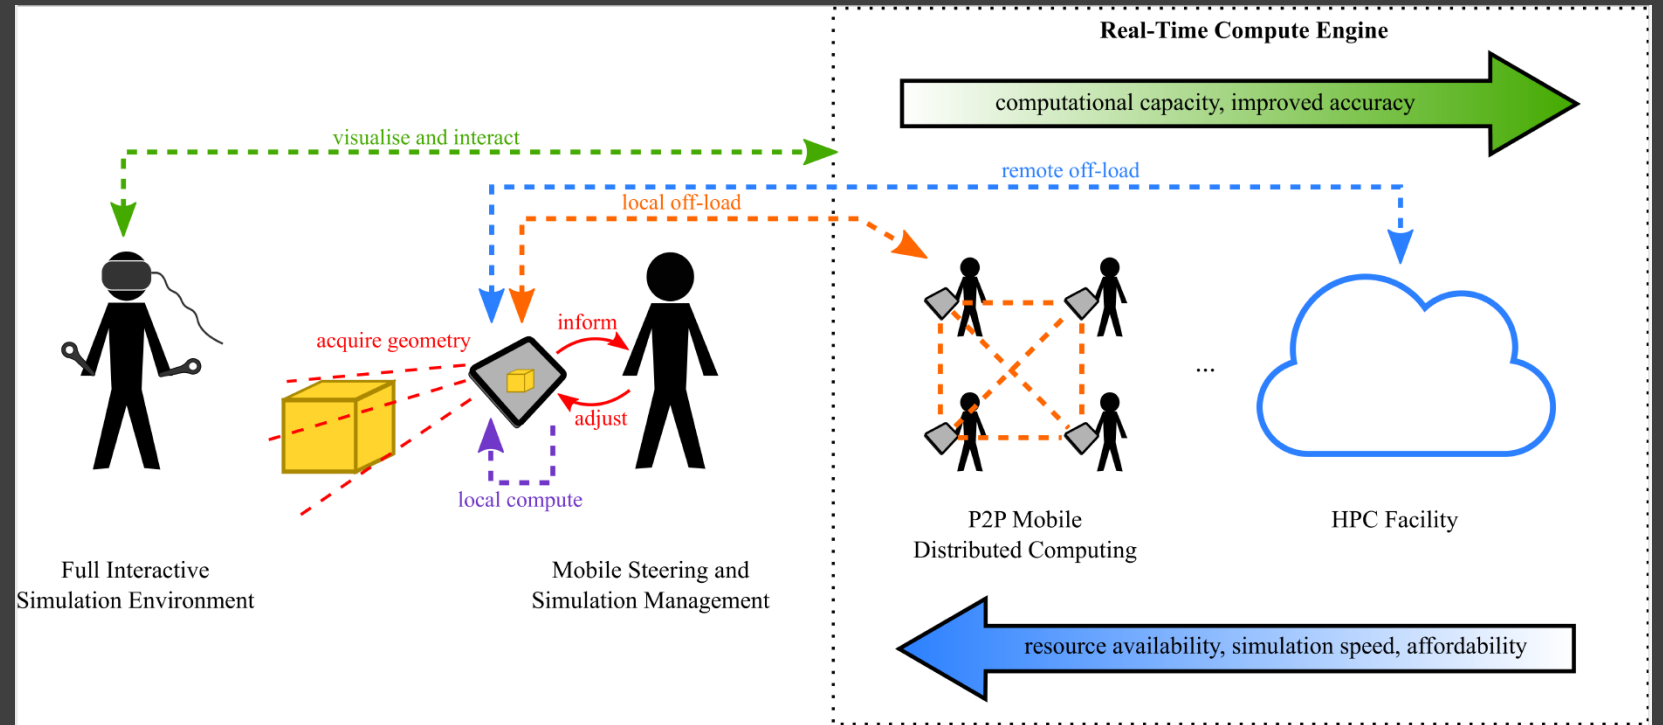 Real-Time Compute Engine
computational capacity, improved accuracy
visualise and interact
remote off-load
local off-load
inform
acquire geometry
adjust
...
local compute
P2P Mobile
Distributed Computing
HPC Facility
Full Interactive
Simulation Environment
Mobile Steering and
Simulation Management
resource availability, simulation speed, affordability